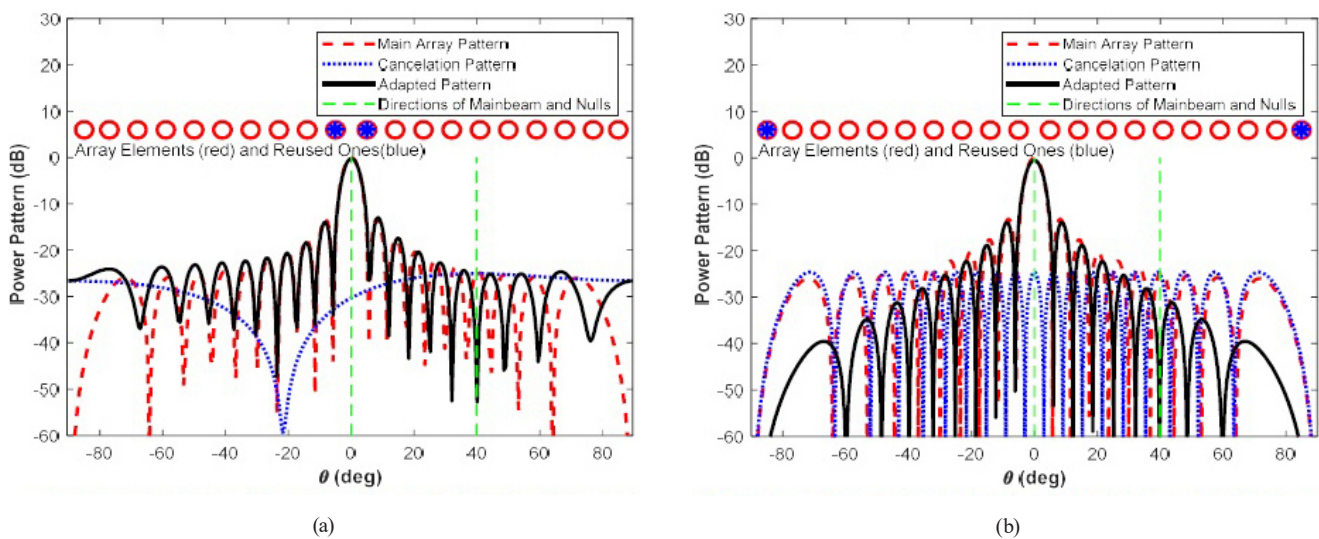 30
20
10
0
-10
-20
-30
-40
-50
-60
Power Pattern (dB)
Main Array Pattern
Cancelation Pattern
Adapted Pattern
Directions of Mainbeam and Nulls
Array Elements (red) and Reused Ones(blue)
-80 -60 -40 -20 0 20 40 60 80
θ (deg)
(a)
30
20
10
0
-10
-20
-30
-40
-50
-60
Power Pattern (dB)
Main Array Pattern
Cancelation Pattern
Adapted Pattern
Directions of Mainbeam and Nulls
Array Elements (red) and Reused Ones(blue)
-80 -60 -40 -20 0 20 40 60 80
θ (deg)
(b)